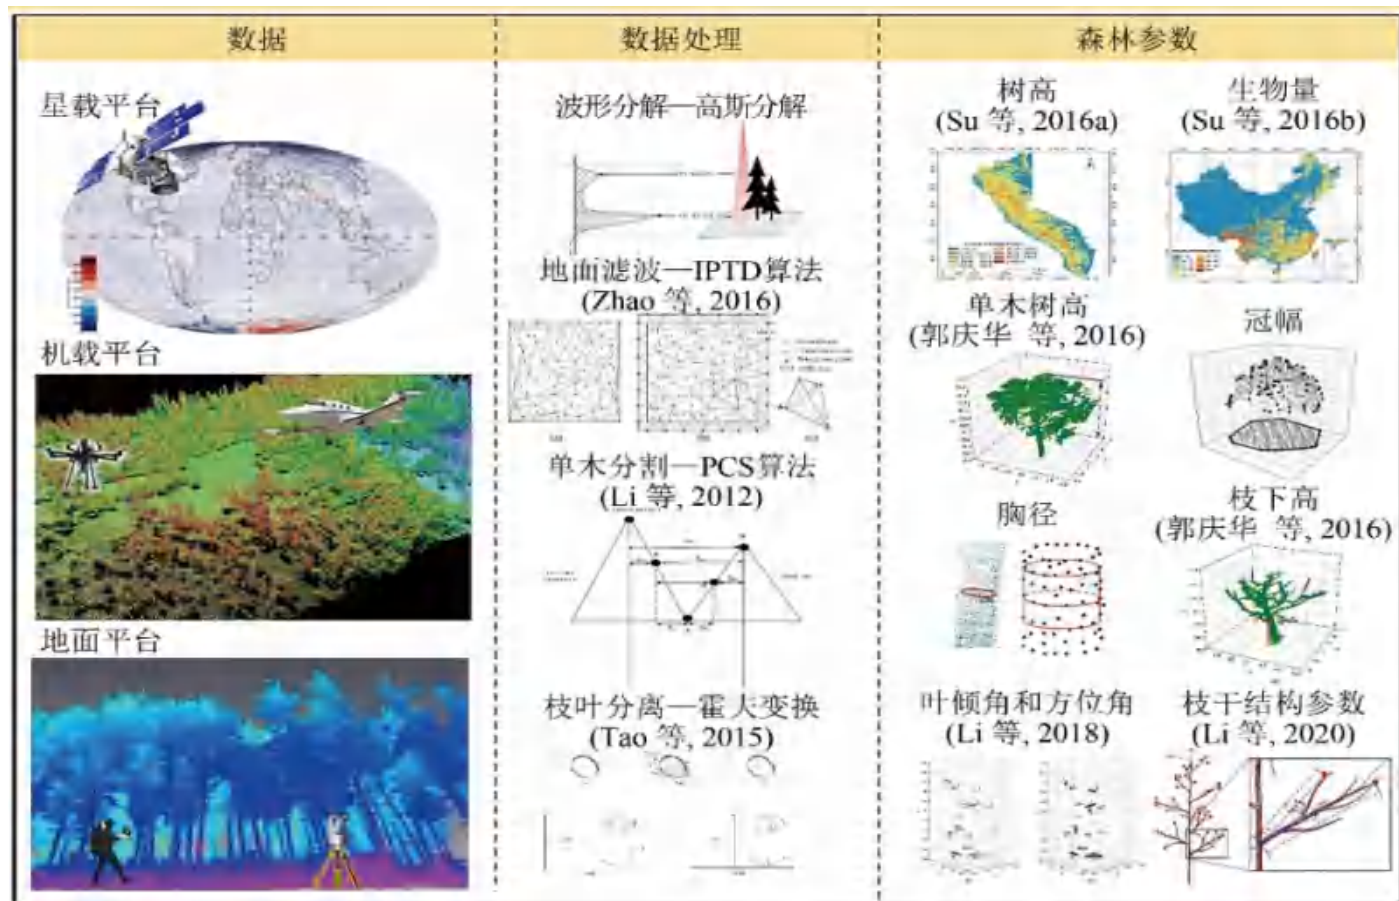 数据
数据处理
森林参数
星载平台
机载平台
地面平台
波形分解—高斯分解
地面滤波—IPTD算法
(Zhao 等, 2016)
单木分割—PCS算法
(Li 等, 2012)
枝叶分离—霍夫变换
(Tao 等, 2015)
树高
(Su 等, 2016a)
生物量
(Su 等, 2016b)
单木树高
(郭庆华 等, 2016)
冠幅
胸径
枝下高
(郭庆华 等, 2016)
叶倾角和方位角
(Li 等, 2018)
枝干结构参数
(Li 等, 2020)